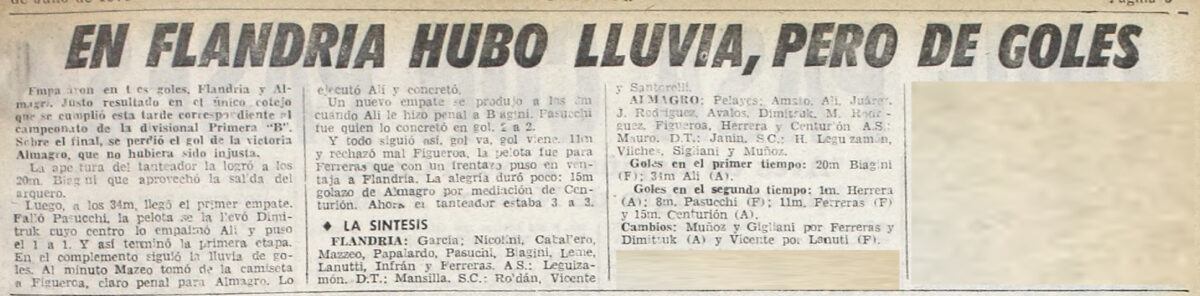 EN FLANDRIA HUBO LLUVIA, PERO DE GOLES
en t es goles, Flandria y Al-
magro. Justo resultado en el único cotejo
que se cumplió esta tarde correspondiente al
campeonato de la divisional Primera "B".
Sobre el final, se perdió el gol de la victoria
Almagro, que no hubiera sido injusta.
La apertura del tanteador la logró a los
20m. Biagini que aprovechó la salida del
arquero.
Luego, a los 34m, llegó el primer empate.
Falló Pasucchi, la pelota se la llevó Dimi-
truk cuyo centro lo empalmó Alí y puso
el 1 a 1. Y así terminó la primera etapa.
En el complemento siguió la lluvia de go-
les. Al minuto Mazeo tomó de la camiseta
a Figueroa, claro penal para Almagro. Lo
ejecutó Alí y concretó.
Un nuevo empate se produjo a los
cuando Alí le hizo penal a Biagini. Pasucchi
fue quien lo concretó en gol. 2 a 2.
Y todo siguió así, gol va, gol viene. 11m
y rechazó mal Figueroa, la pelota fue para
Ferreras que con un frentazo puso en ven-
taja a Flandria. La alegría duró poco: 15m
golazo de Almagro por mediación de Cen-
turión. Ahora el tanteador estaba 3 a 3.
♦ LA SINTESIS
FLANDRIA: García; Nicolini, Caballero,
Mazzeo, Papalardo, Pasuchi, Biagini, Leme,
Lanutti, Infrán y Ferreras. A.S.: Leguiza-
món. D.T.: Mansilla. S.C.: Roldán, Vicente
y Santorelli.
ALMAGRO: Pelayes; Amato, Alí, Juárez,
J. Rodríguez, Avalos, Dimitruk, M. Rodrí-
guez, Figueroa, Herrera y Centurión A.S.:
Mauro. D.T.: Janin. S.C.: H. Leguizamón,
Vilches, Sigliani y Muñoz.
Goles en el primer tiempo: 20m Biagini
(F); 34m Alí (A).
Goles en el segundo tiempo: 1m. Herrera
(A); 8m. Pasuchi (F); 11m. Ferreras (F)
y 15m. Centurión (A).
Cambios: Muñoz y Gigliani por Ferreras y
Dimitruk (A) y Vicente por Lanuti (F).